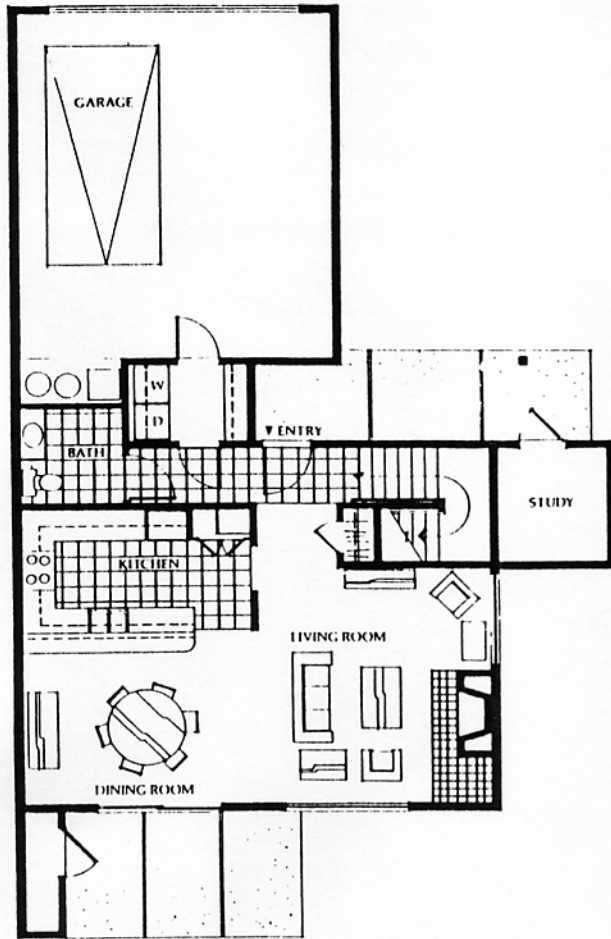 GARAGE
W
D
▼ ENTRY
BATH
STUDY
KITCHEN
LIVING ROOM
DINING ROOM